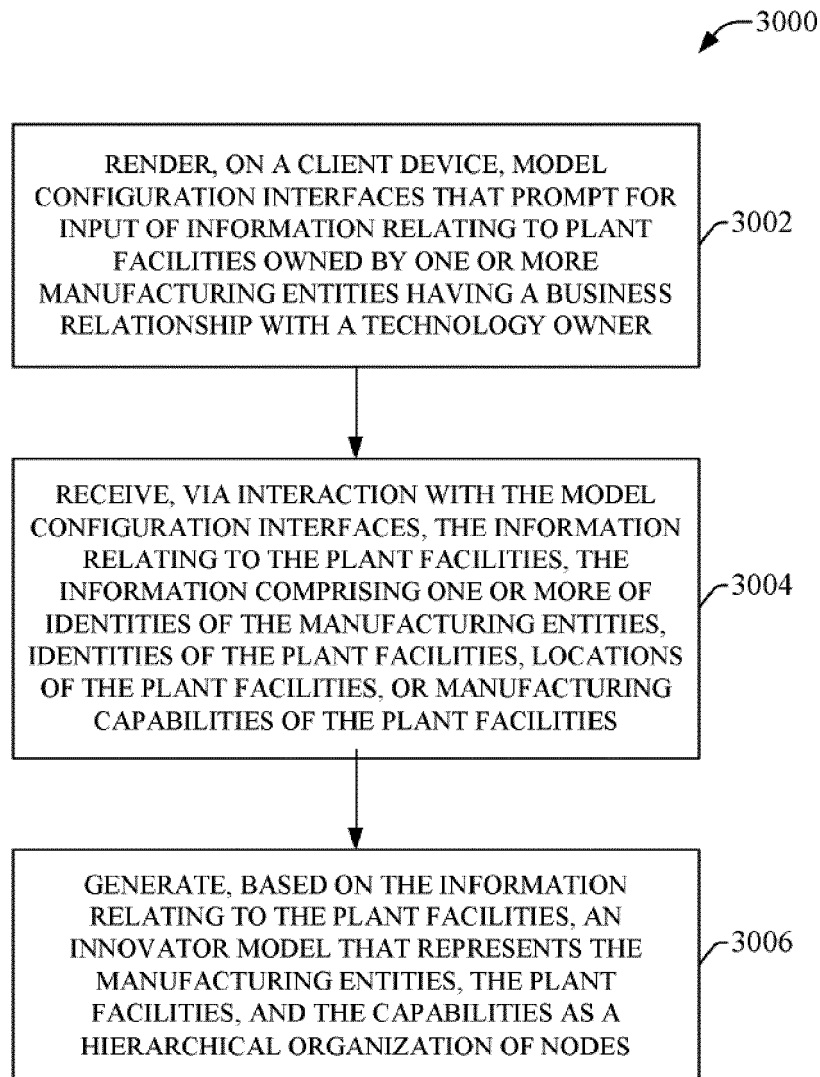 3000
RENDER, ON A CLIENT DEVICE, MODEL
CONFIGURATION INTERFACES THAT PROMPT FOR
INPUT OF INFORMATION RELATING TO PLANT
FACILITIES OWNED BY ONE OR MORE
MANUFACTURING ENTITIES HAVING A BUSINESS
RELATIONSHIP WITH A TECHNOLOGY OWNER
3002
RECEIVE, VIA INTERACTION WITH THE MODEL
CONFIGURATION INTERFACES, THE INFORMATION
RELATING TO THE PLANT FACILITIES, THE
INFORMATION COMPRISING ONE OR MORE OF
IDENTITIES OF THE MANUFACTURING ENTITIES,
IDENTITIES OF THE PLANT FACILITIES, LOCATIONS
OF THE PLANT FACILITIES, OR MANUFACTURING
CAPABILITIES OF THE PLANT FACILITIES
3004
GENERATE, BASED ON THE INFORMATION
RELATING TO THE PLANT FACILITIES, AN
INNOVATOR MODEL THAT REPRESENTS THE
MANUFACTURING ENTITIES, THE PLANT
FACILITIES, AND THE CAPABILITIES AS A
HIERARCHICAL ORGANIZATION OF NODES
3006